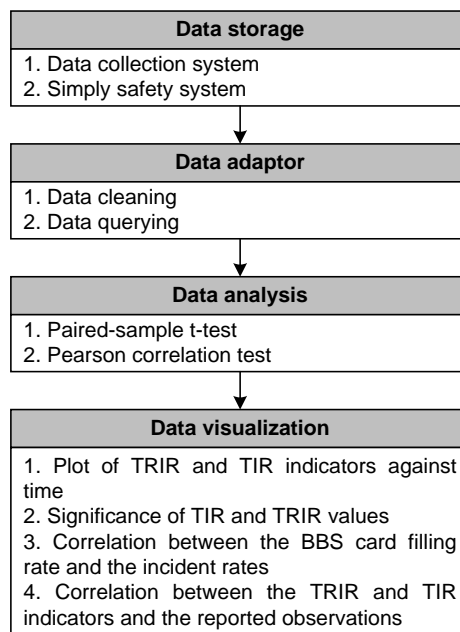 Data storage
1. Data collection system
2. Simply safety system
Data adaptor
1. Data cleaning
2. Data querying
Data analysis
1. Paired-sample t-test
2. Pearson correlation test
Data visualization
1. Plot of TRIR and TIR indicators against
time
2. Significance of TIR and TRIR values
3. Correlation between the BBS card filling
rate and the incident rates
4. Correlation between the TRIR and TIR
indicators and the reported observations